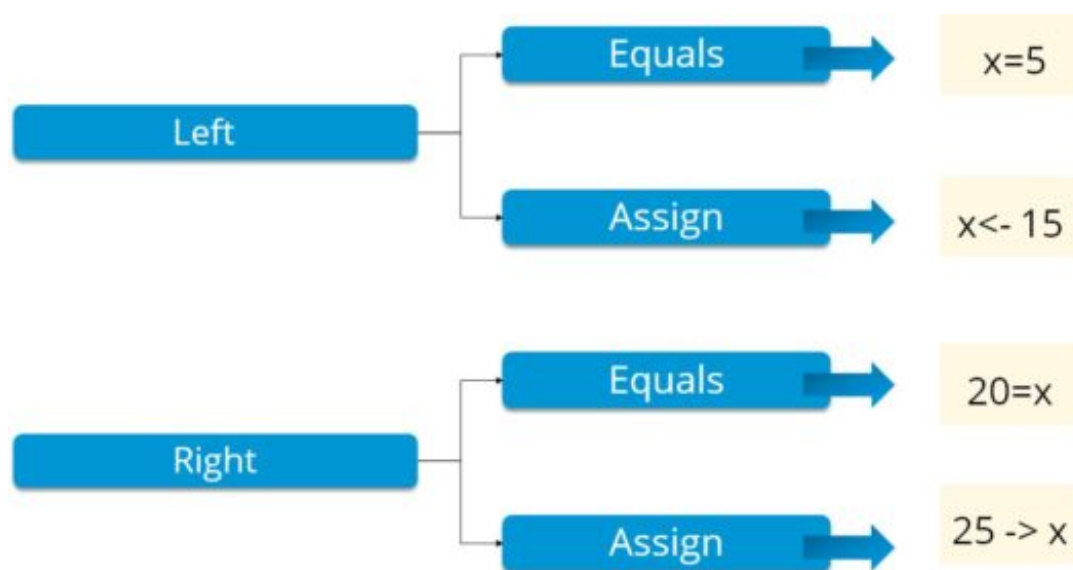 Left
Equals
x=5
Assign
x<- 15
Right
Equals
20=x
Assign
25 -> x